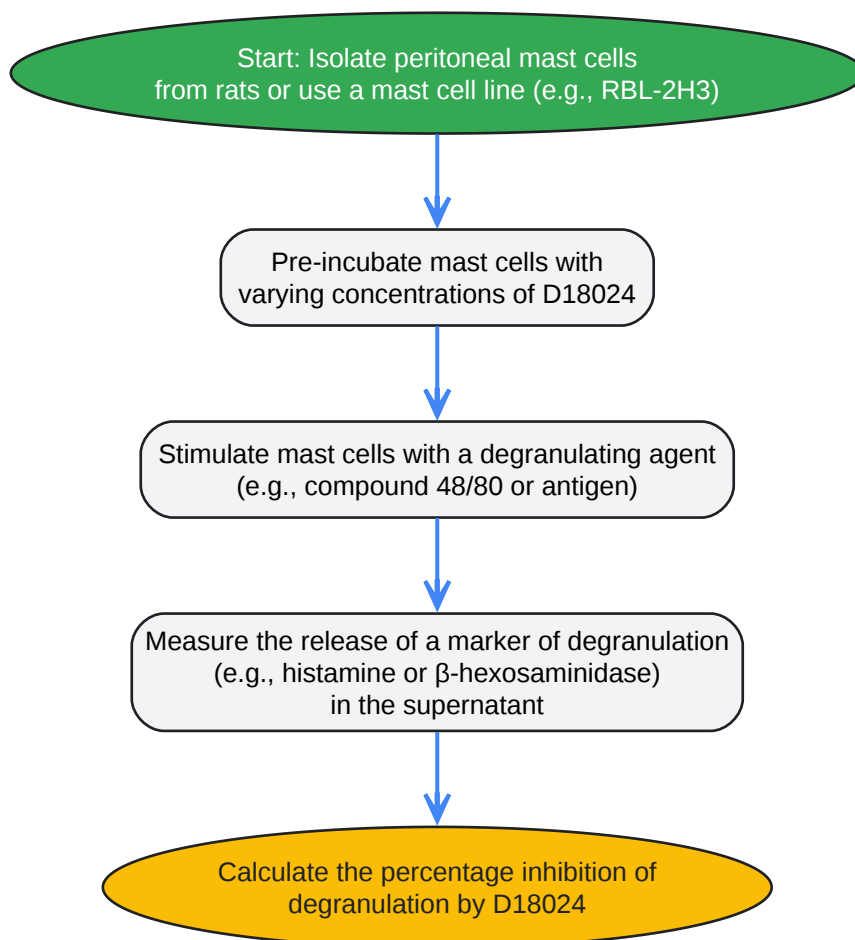 Start: Isolate peritoneal mast cells
from rats or use a mast cell line (e.g., RBL-2H3)
Pre-incubate mast cells with
varying concentrations of D18024
Stimulate mast cells with a degranulating agent
(e.g., compound 48/80 or antigen)
Measure the release of a marker of degranulation
(e.g., histamine or β-hexosaminidase)
in the supernatant
Calculate the percentage inhibition of
degranulation by D18024